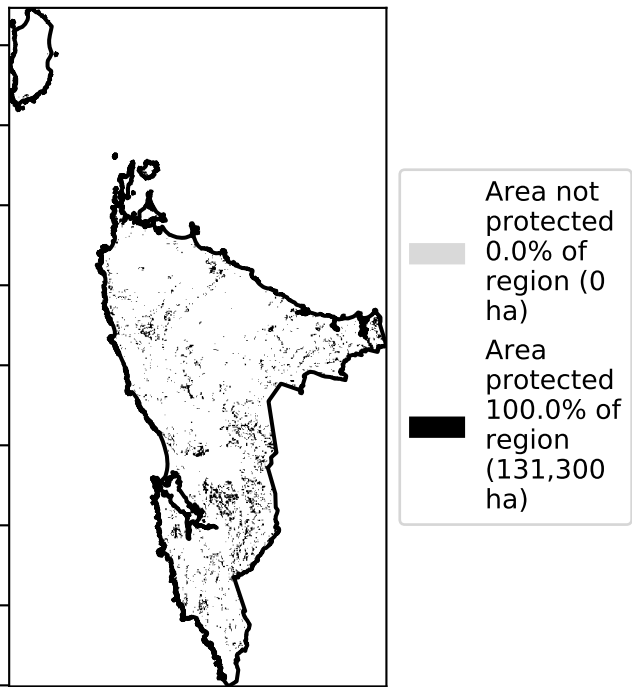 Area not
protected
0.0% of
region (0
ha)
Area
protected
100.0% of
region
(131,300
ha)